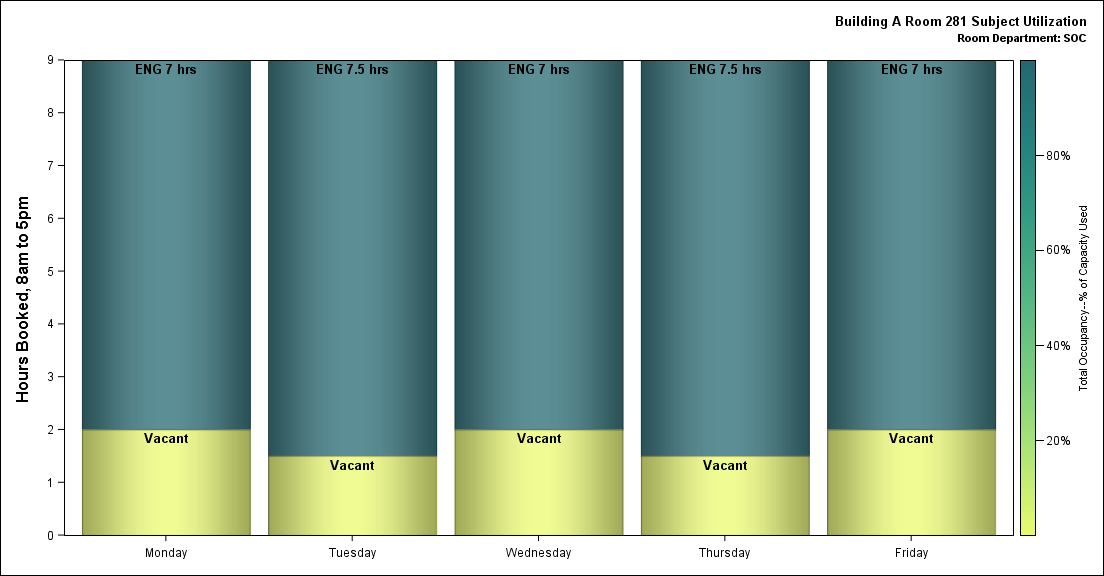 Building A Room 281 Subject Utilization
Room Department: SOC
Hours Booked, 8am to 5pm
9
8
7
6
5
4
3
2
1
0
ENG 7 hrs
ENG 7.5 hrs
ENG 7 hrs
ENG 7.5 hrs
ENG 7 hrs
Vacant
Vacant
Vacant
Vacant
Vacant
Monday
Tuesday
Wednesday
Thursday
Friday
80%
60%
40%
20%
Total Occupancy--% of Capacity Used